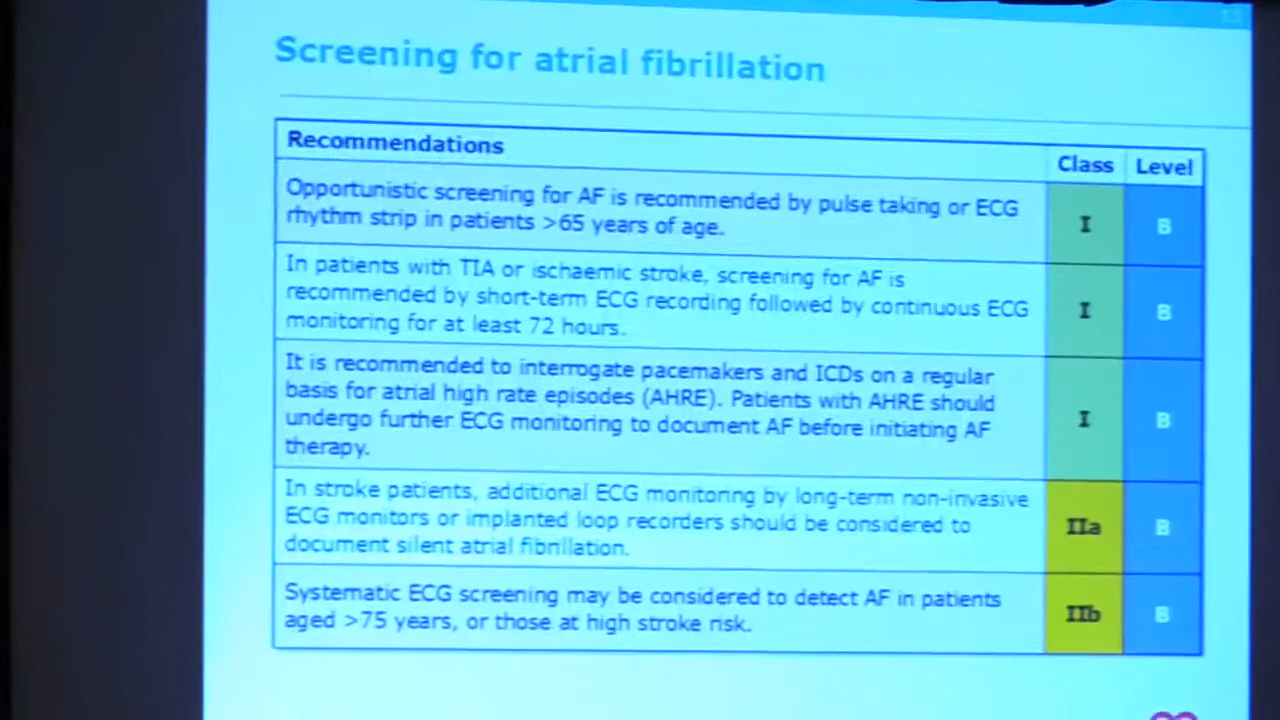 Screening for atrial fibrillation
Recommendations Class Level
Opportunistic screening for AF is recommended by pulse taking or ECG
rhythm strip in patients >65 years of age. I B
In patients with TIA or ischaemic stroke, screening for AF is
recommended by short-term ECG recording followed by continuous ECG
monitoring for at least 72 hours. I B
It is recommended to interrogate pacemakers and ICDs on a regular
basis for atrial high rate episodes (AHRE). Patients with AHRE should
undergo further ECG monitoring to document AF before initiating AF
therapy. I B
In stroke patients, additional ECG monitoring by long-term non-invasive
ECG monitors or implanted loop recorders should be considered to
document silent atrial fibrillation. IIa B
Systematic ECG screening may be considered to detect AF in patients
aged >75 years, or those at high stroke risk. IIb B